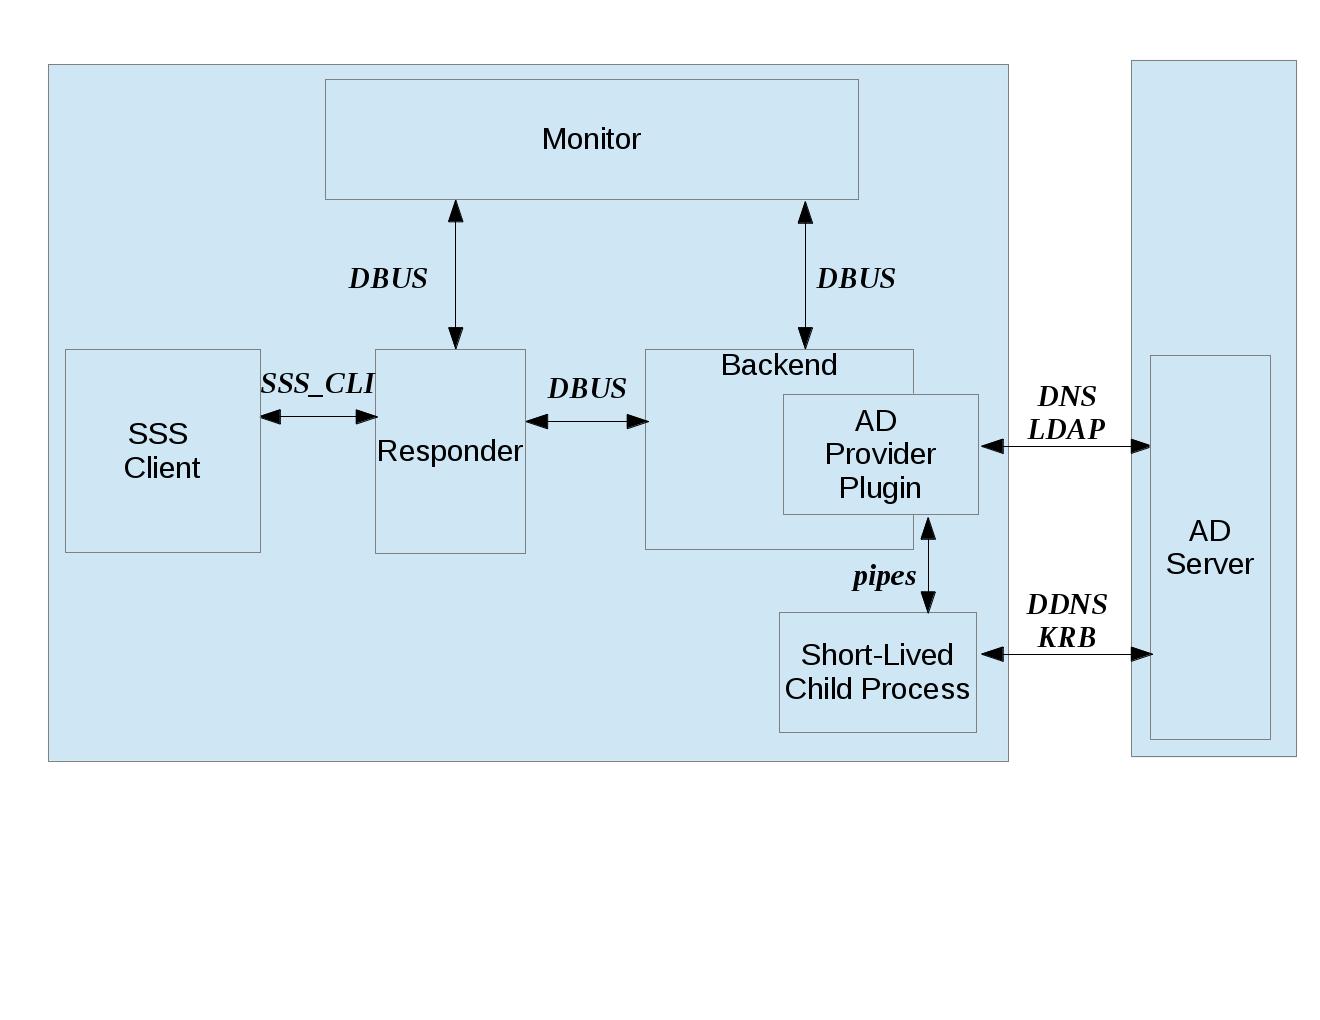 Monitor
DBUS
DBUS
SSS
Client
SSS_CLI
Responder
DBUS
Backend
AD
Provider
Plugin
DNS
LDAP
pipes
Short-Lived
Child Process
DDNS
KRB
AD
Server